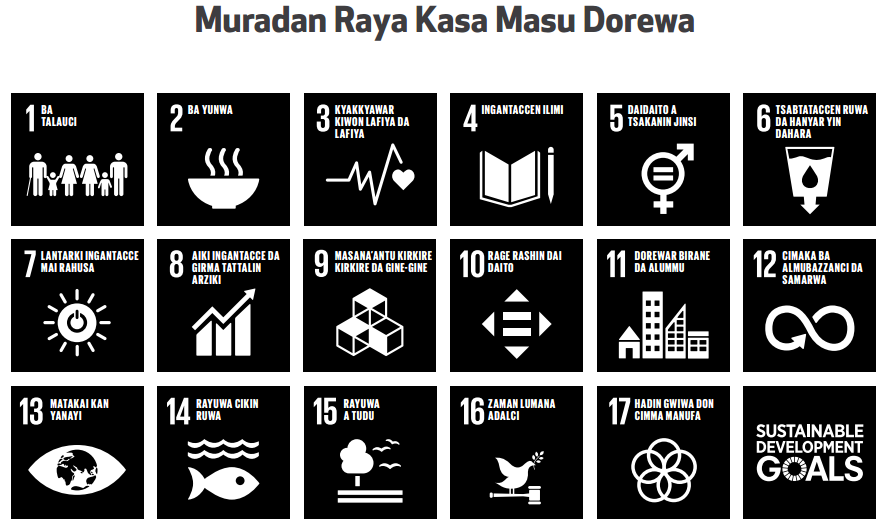 Muradan Raya Kasa Masu Dorewa
1 BA
TALAUCI
2 BA YUNWA
3 KYAKKYAWAR
KIWON LAFIYA DA
LAFIYA
4 INGANTACCEN ILIMI
5 DAIDAITO A
TSAKANIN JINSI
6 TSABTATACCEN RUWA
DA HANYAR YIN
DAHARA
7 LANTARKI INGANTACCE
MAI RAHUSA
8 AIKI INGANTACCE DA
GIRMA TATTALIN
ARZIKI
9 MASANA'ANTU KIRKIRE
KIRKIRE DA GINE-GINE
10 RAGE RASHIN DAI
DAITO
11 DOREWAR BIRANE
DA ALUMMU
12 CIMAKA BA
ALMUBAZZANCI DA
SAMARWA
13 MATAKAI KAN
YANAYI
14 RAYUWA CIKIN
RUWA
15 RAYUWA
A TUDU
16 ZAMAN LUMANA
ADALCI
17 HADIN GWIWA DON
CIMMA MANUFA
SUSTAINABLE
DEVELOPMENT
GOALS